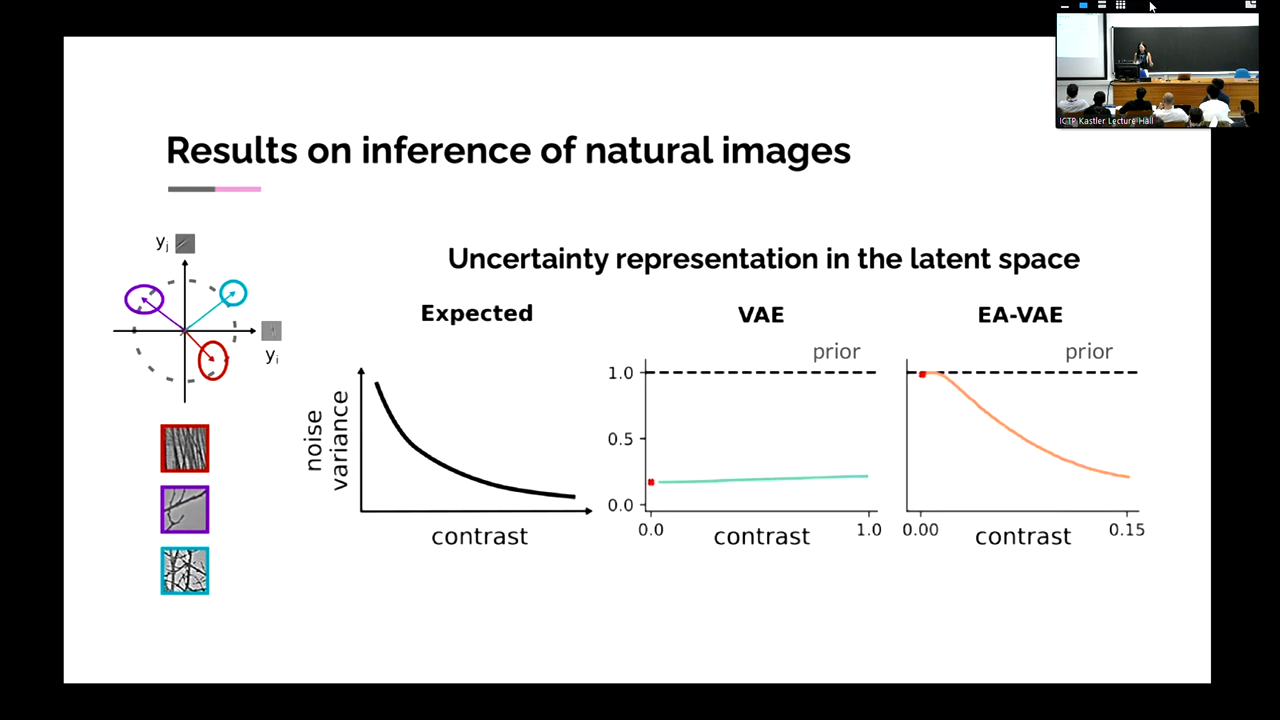 ICTP Kastler Lecture Hall
Results on inference of natural images
yj
yi
Uncertainty representation in the latent space
Expected
VAE
EA-VAE
noise
variance
contrast
prior
1.0
0.5
0.0
0.0
1.0
contrast
prior
0.00
0.15
contrast